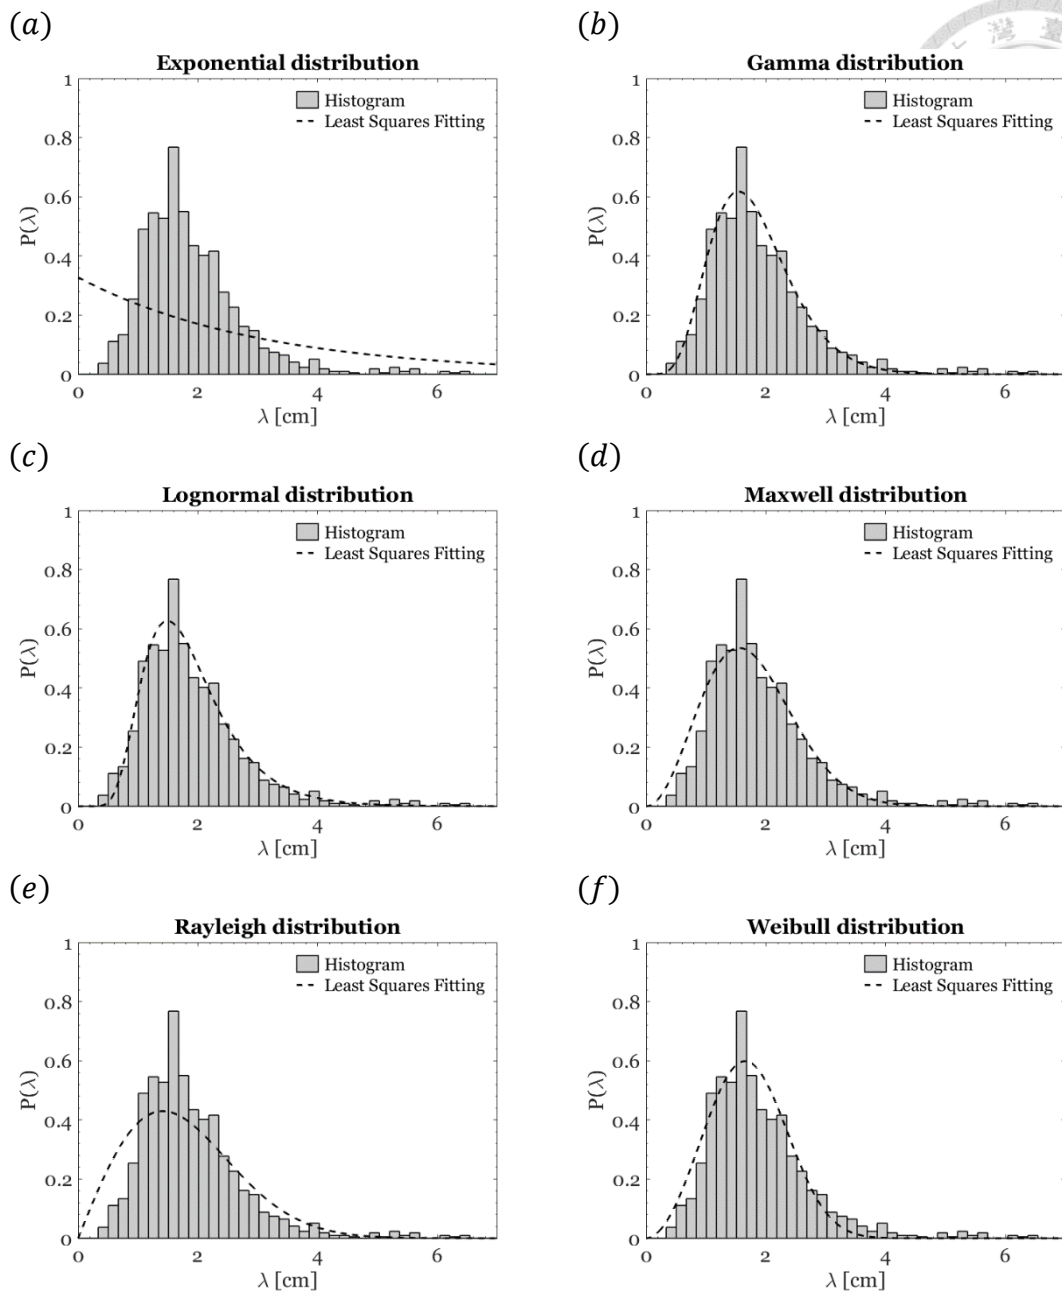 (a)
Exponential distribution
Histogram
Least Squares Fitting
P(λ)
1
0.8
0.6
0.4
0.2
0
0 2 4 6
λ [cm]
(b)
灣 臺
Gamma distribution
Histogram
Least Squares Fitting
P(λ)
1
0.8
0.6
0.4
0.2
0
0 2 4 6
λ [cm]
(c)
Lognormal distribution
Histogram
Least Squares Fitting
P(λ)
1
0.8
0.6
0.4
0.2
0
0 2 4 6
λ [cm]
(d)
Maxwell distribution
Histogram
Least Squares Fitting
P(λ)
1
0.8
0.6
0.4
0.2
0
0 2 4 6
λ [cm]
(e)
Rayleigh distribution
Histogram
Least Squares Fitting
P(λ)
1
0.8
0.6
0.4
0.2
0
0 2 4 6
λ [cm]
(f)
Weibull distribution
Histogram
Least Squares Fitting
P(λ)
1
0.8
0.6
0.4
0.2
0
0 2 4 6
λ [cm]